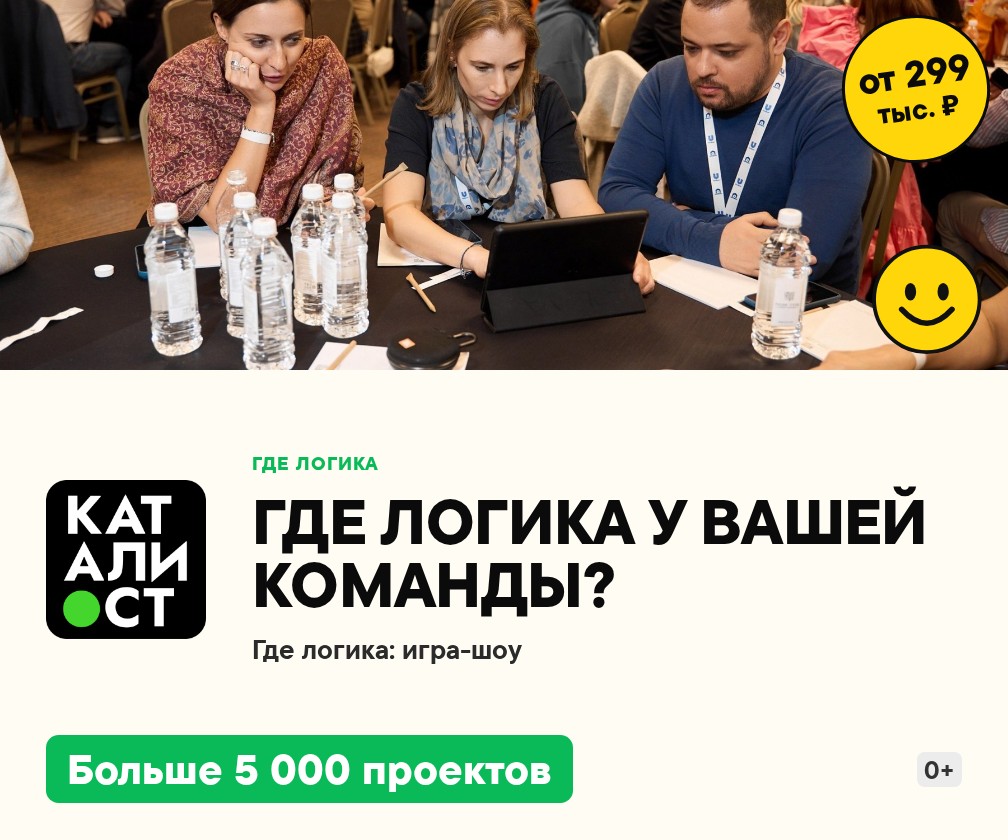 от 299
тыс. ₽
ГДЕ ЛОГИКА
ГДЕ ЛОГИКА У ВАШЕЙ
КОМАНДЫ?
Где логика: игра-шоу
КАТ
АЛИ
СТ
Больше 5 000 проектов
0+